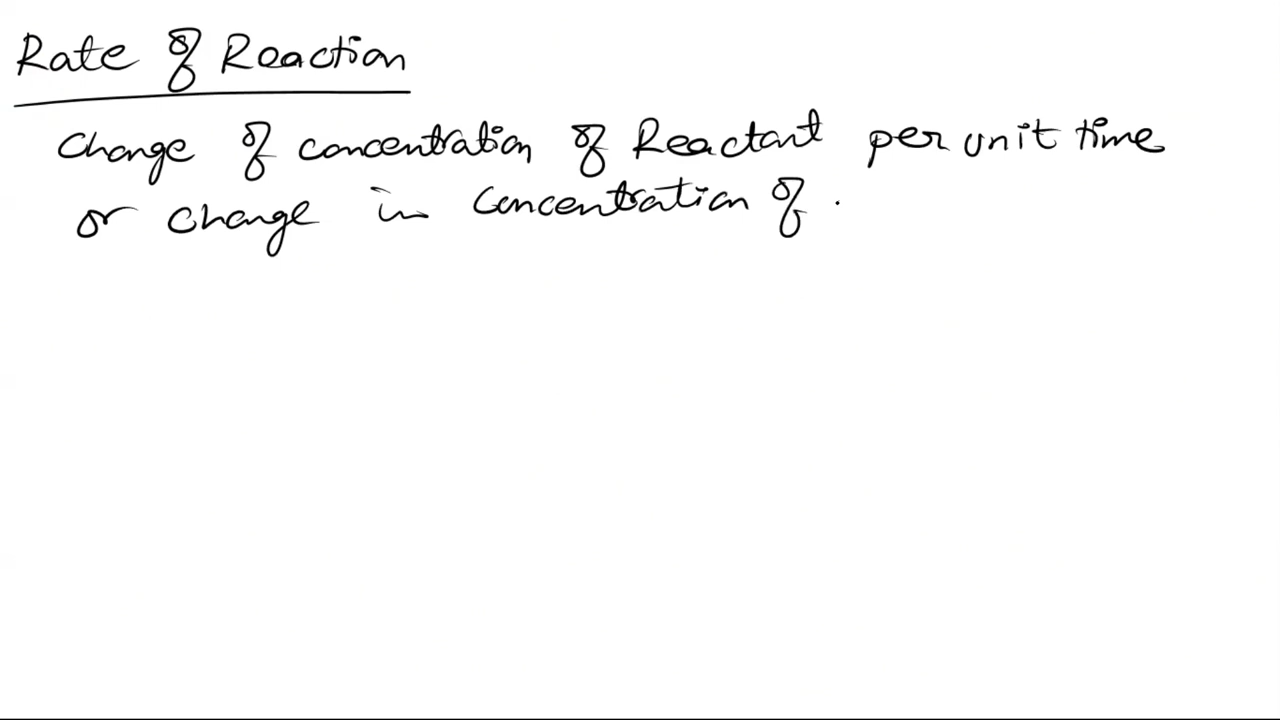 Rate of Reaction
Change of concentration of Reactant per unit time
or change in concentration of